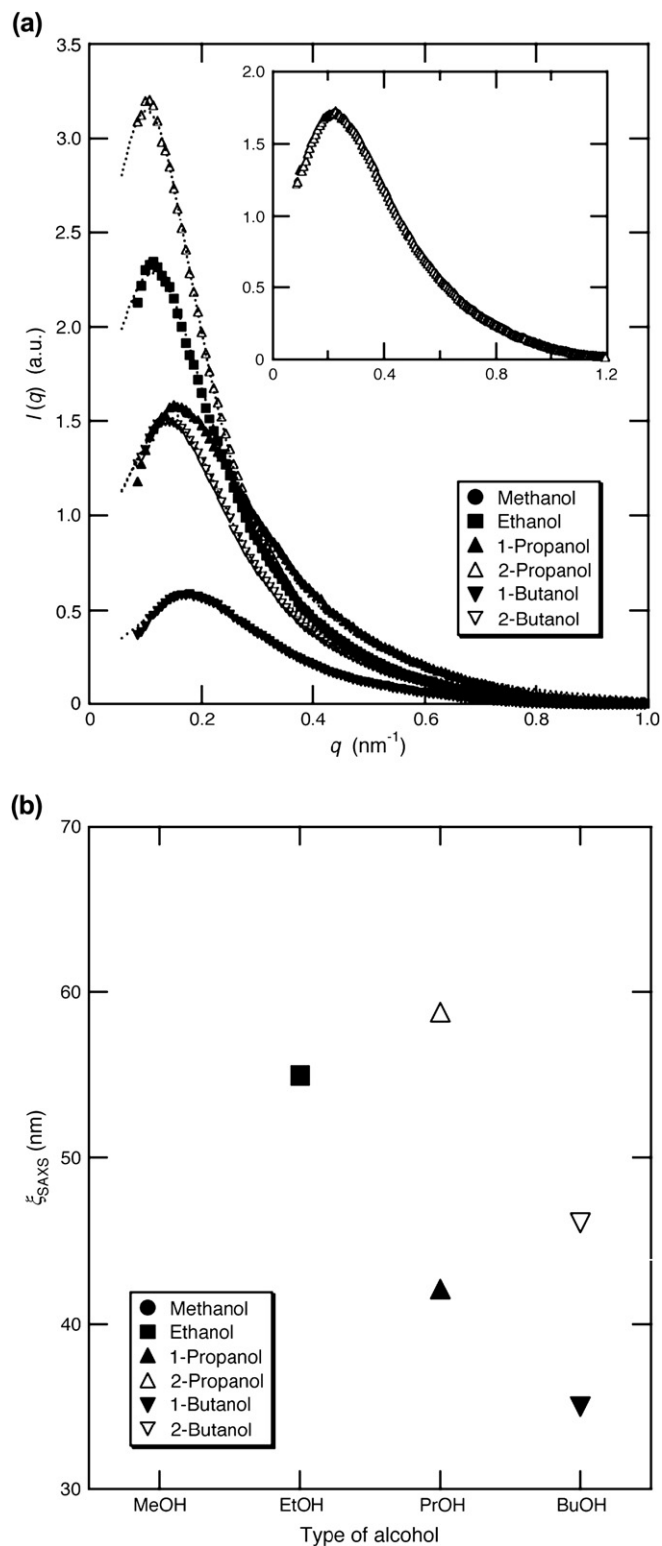 (a)
3.5
3.0
2.5
2.0
1.5
1.0
0.5
0
I(q) (a.u.)
0 0.2 0.4 0.6 0.8 1.0
q (nm⁻¹)
2.0
1.5
1.0
0.5
0
0 0.4 0.8 1.2
Methanol
Ethanol
1-Propanol
2-Propanol
1-Butanol
2-Butanol
(b)
70
60
50
40
30
ξSAXS (nm)
Methanol
Ethanol
1-Propanol
2-Propanol
1-Butanol
2-Butanol
MeOH EtOH PrOH BuOH
Type of alcohol